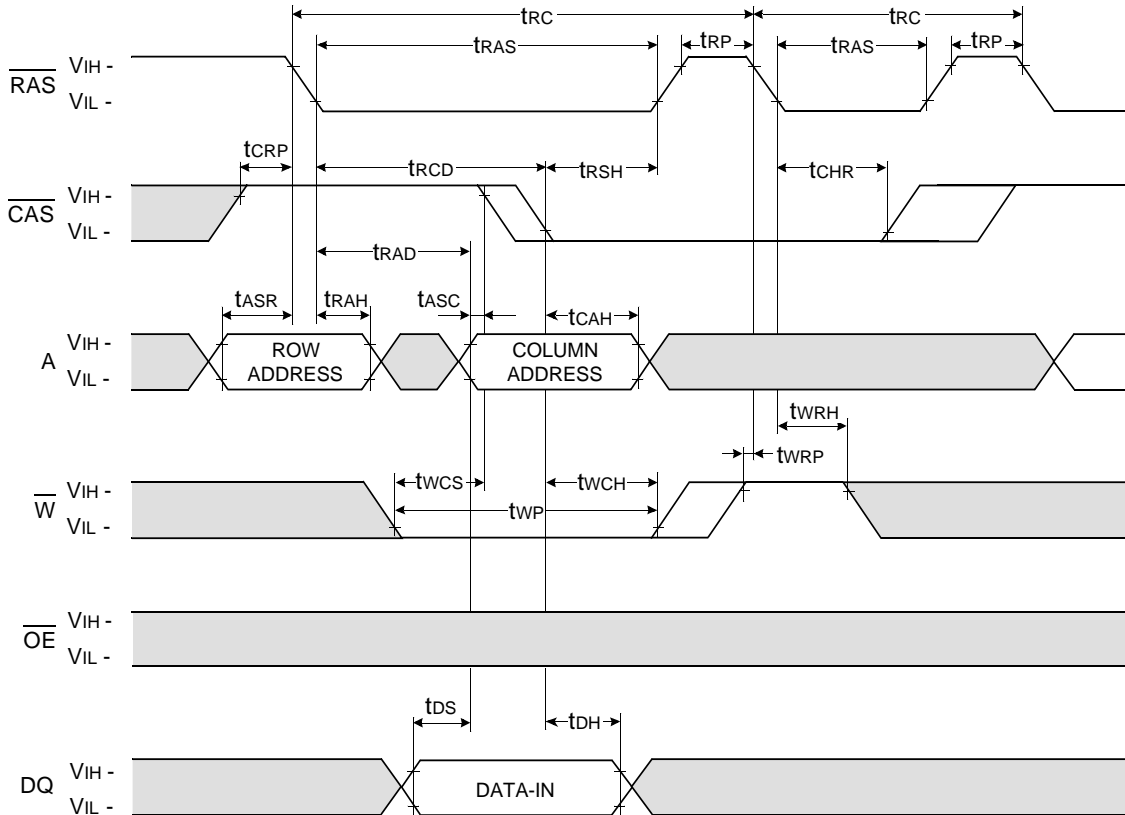 tRC tRC
tRAS tRP tRAS tRP
RAS VIH -
VIL -
tCRP tRCD tRSH tCHR
CAS VIH -
VIL -
tRAD
tASR tRAH tASC tCAH
A VIH -
VIL -
ROW ADDRESS
COLUMN ADDRESS
tWRH
tWRP
tWCS tWCH
tWP
W VIH -
VIL -
OE VIH -
VIL -
tDS tDH
DQ VIH -
VIL -
DATA-IN